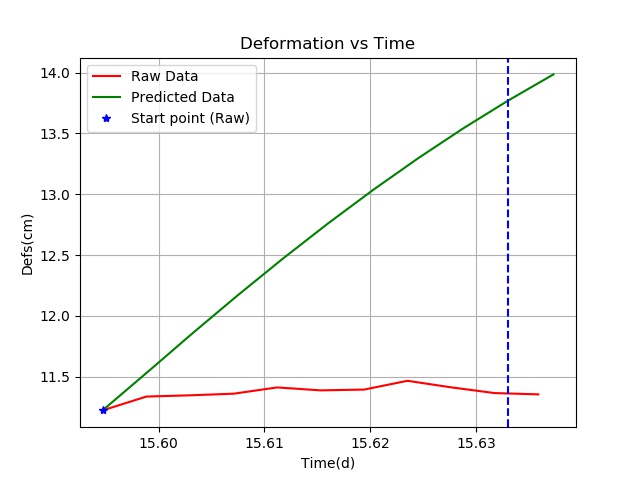 Deformation vs Time
Raw Data
Predicted Data
Start point (Raw)
14.0
13.5
13.0
12.5
12.0
11.5
Defs(cm)
15.60 15.61 15.62 15.63
Time(d)